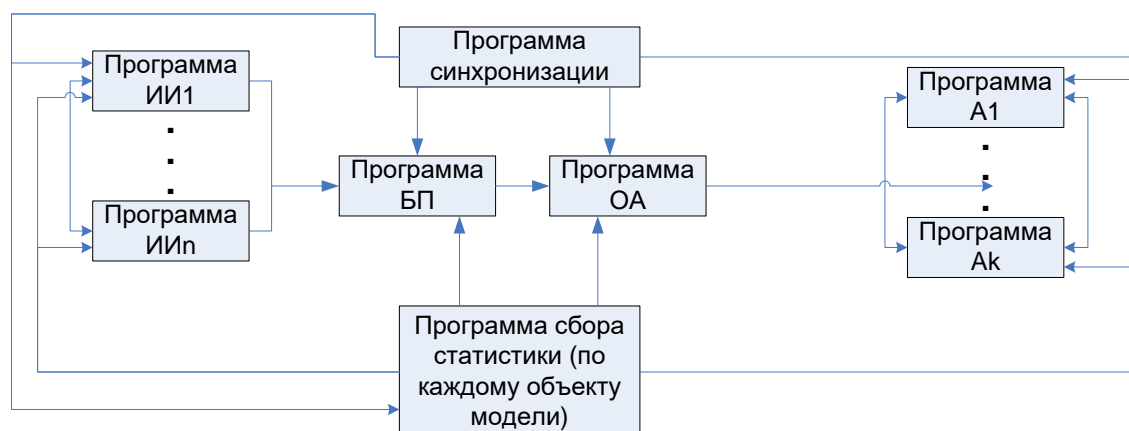 Программа
синхронизации
Программа
ИИ1
Программа
А1
Программа
БП
Программа
ОА
Программа
ИИn
Программа
Аk
Программа сбора
статистики (по
каждому объекту
модели)